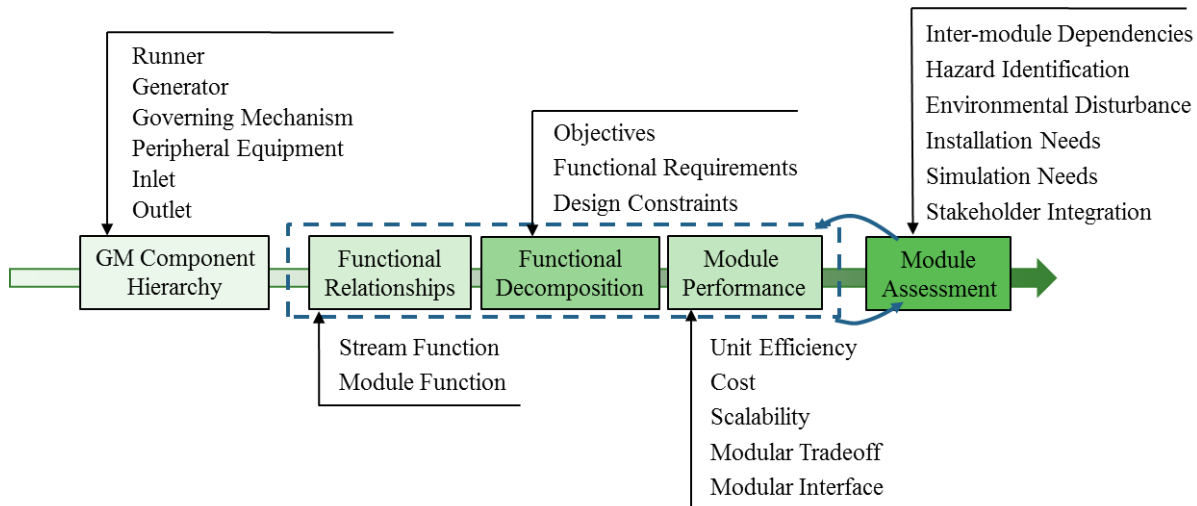 Runner
Generator
Governing Mechanism
Peripheral Equipment
Inlet
Outlet
Objectives
Functional Requirements
Design Constraints
Inter-module Dependencies
Hazard Identification
Environmental Disturbance
Installation Needs
Simulation Needs
Stakeholder Integration
GM Component
Hierarchy
Functional
Relationships
Functional
Decomposition
Module
Performance
Module
Assessment
Stream Function
Module Function
Unit Efficiency
Cost
Scalability
Modular Tradeoff
Modular Interface